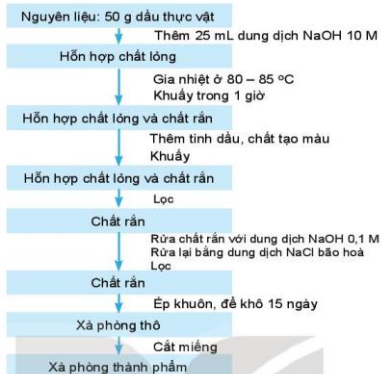 Nguyên liệu: 50 g dầu thực vật
Thêm 25 mL dung dịch NaOH 10 M
Hỗn hợp chất lỏng
Gia nhiệt ở 80 – 85 ºC
Khuấy trong 1 giờ
Hỗn hợp chất lỏng và chất rắn
Thêm tinh dầu, chất tạo màu
Khuấy
Hỗn hợp chất lỏng và chất rắn
Lọc
Chất rắn
Rửa chất rắn với dung dịch NaOH 0,1 M
Rửa lại bằng dung dịch NaCl bão hoà
Lọc
Chất rắn
Ép khuôn, để khô 15 ngày
Xà phòng thô
Cắt miếng
Xà phòng thành phẩm